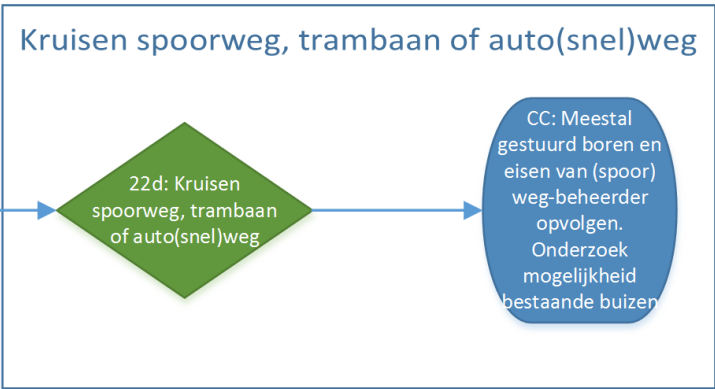 Kruisen spoorweg, trambaan of auto(snel)weg
22d: Kruisen
spoorweg, trambaan
of auto(snel)weg
CC: Meestal
gestuurd boren en
eisen van (spoor)
weg-beheerder
opvolgen.
Onderzoek
mogelijkheid
bestaande buizen